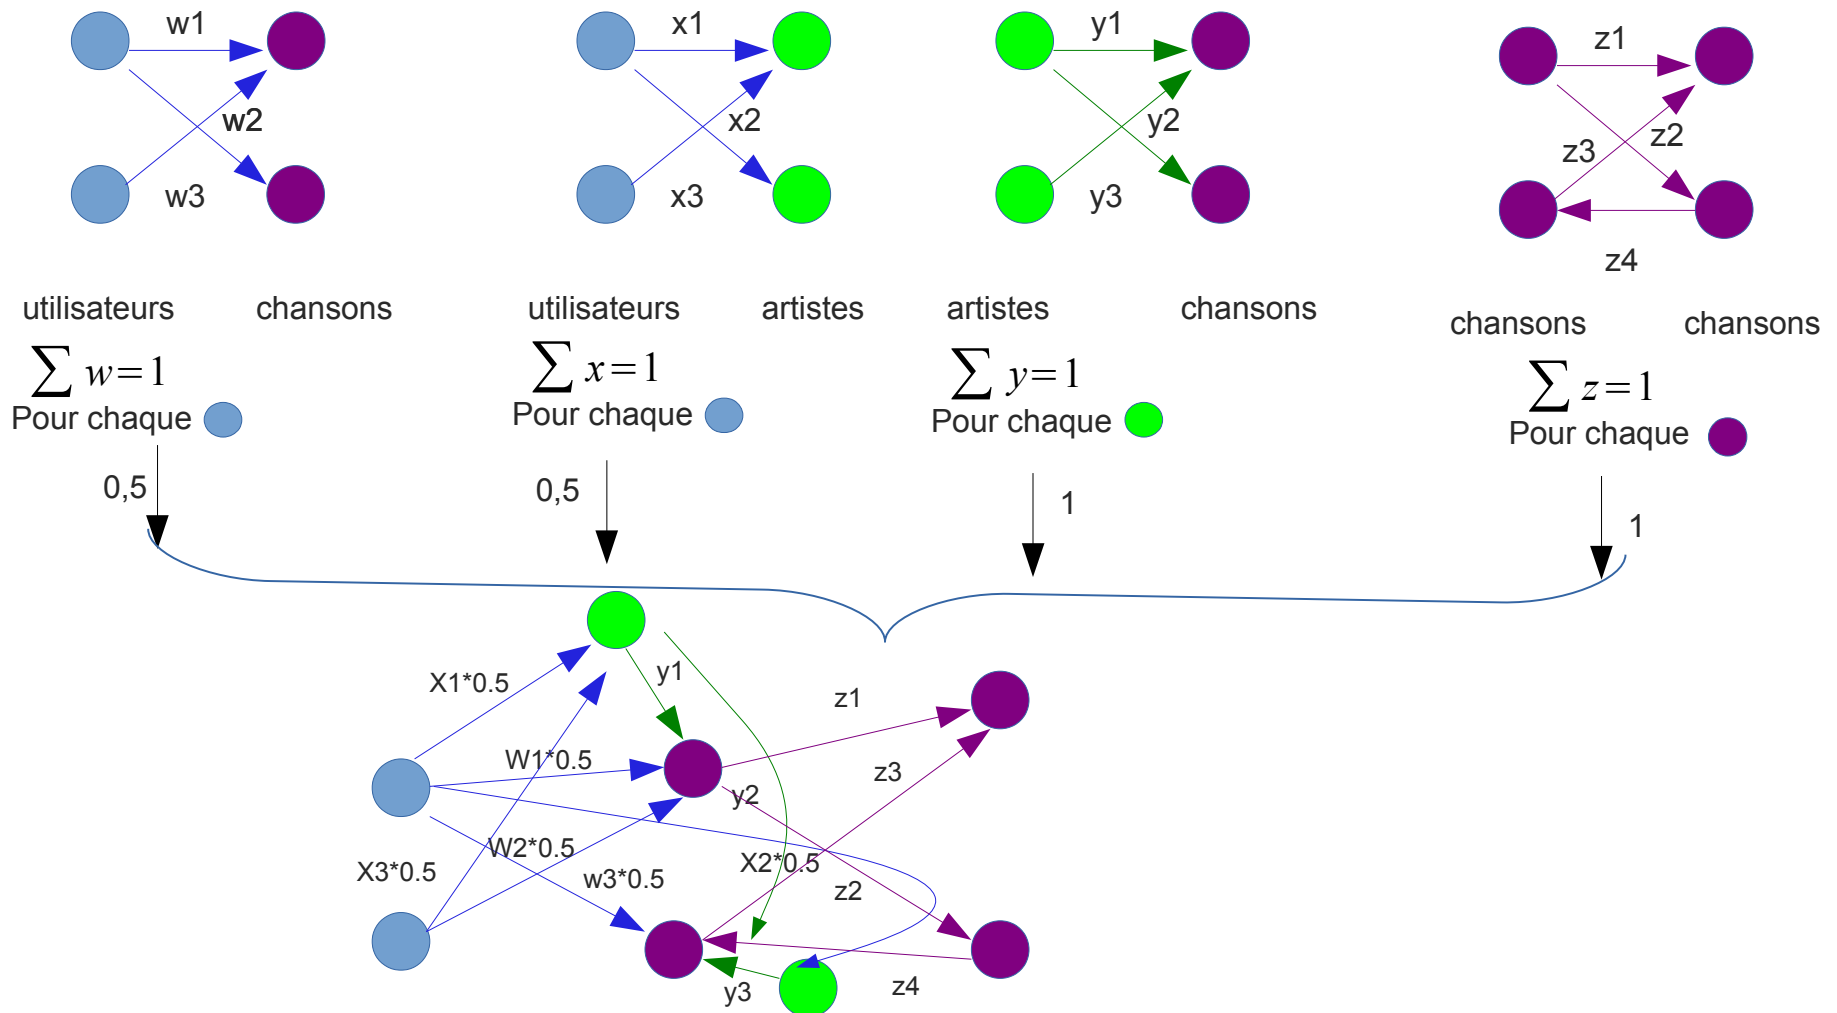 w1
w2
w3
x1
x2
x3
y1
y2
y3
z1
z2
z3
z4
utilisateurs
chansons
utilisateurs
artistes
artistes
chansons
chansons
chansons
∑ w=1
Pour chaque
∑ x=1
Pour chaque
∑ y=1
Pour chaque
∑ z=1
Pour chaque
0,5
0,5
1
1
X1*0.5
y1
z1
W1*0.5
z3
y2
W2*0.5
X2*0.5
X3*0.5
w3*0.5
z2
y3
z4